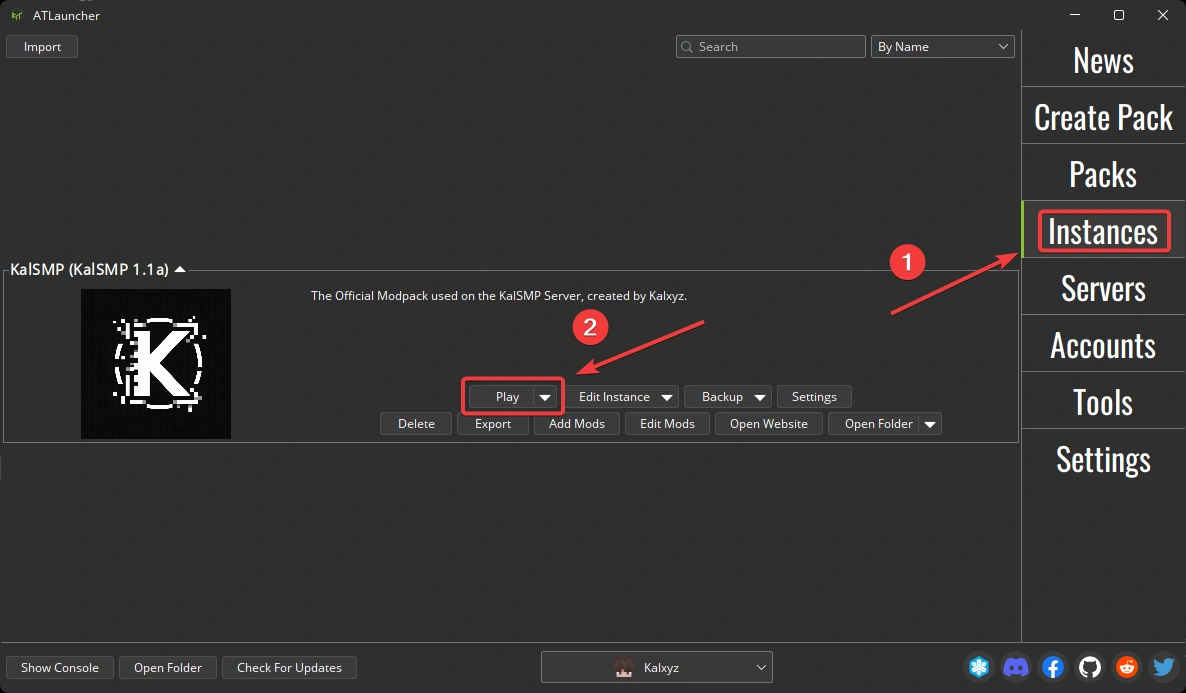 ATLauncher
Import
Search
By Name
News
Create Pack
Packs
Instances
Servers
Accounts
Tools
Settings
1
KalSMP (KalSMP 1.1a)
The Official Modpack used on the KalSMP Server, created by Kalxyz.
K
2
Play
Edit Instance
Backup
Settings
Delete
Export
Add Mods
Edit Mods
Open Website
Open Folder
Show Console
Open Folder
Check For Updates
Kalxyz